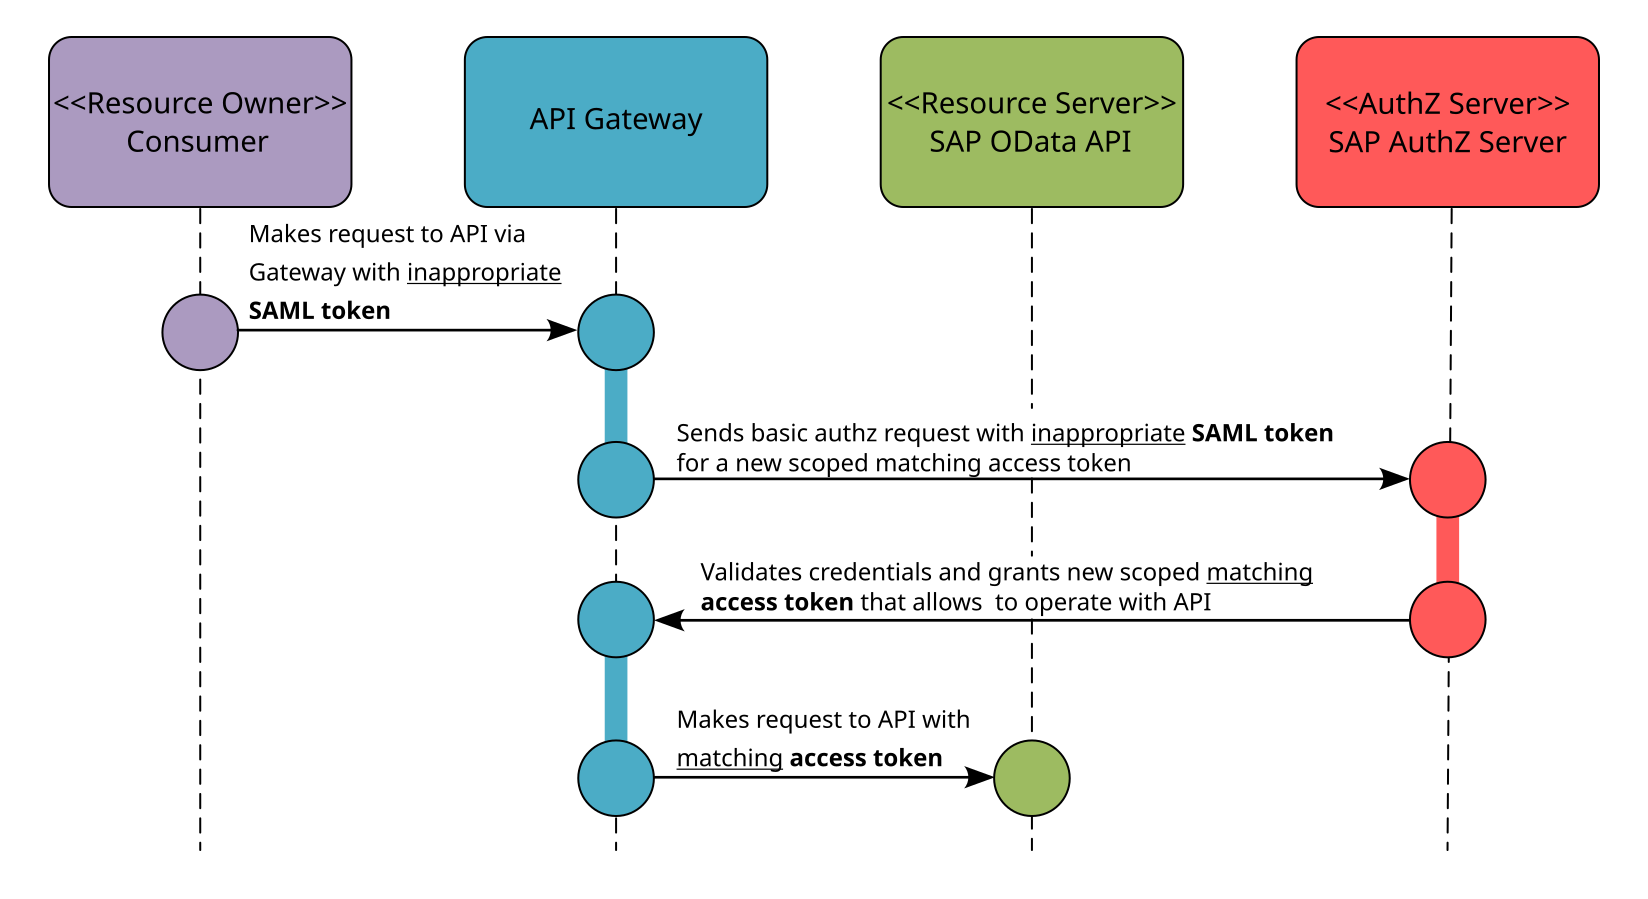 <<Resource Owner>>
Consumer
API Gateway
<<Resource Server>>
SAP OData API
<<AuthZ Server>>
SAP AuthZ Server
Makes request to API via
Gateway with inappropriate
SAML token
Sends basic authz request with inappropriate SAML token
for a new scoped matching access token
Validates credentials and grants new scoped matching
access token that allows  to operate with API
Makes request to API with
matching access token